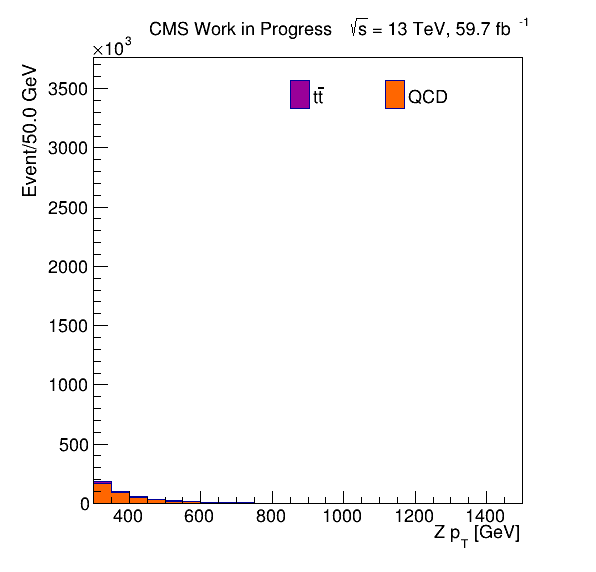 CMS Work in Progress √s = 13 TeV, 59.7 fb -1
×10³
Event/50.0 GeV
tt̅ QCD
3500
3000
2500
2000
1500
1000
500
0
400 600 800 1000 1200 1400
Z p_T [GeV]